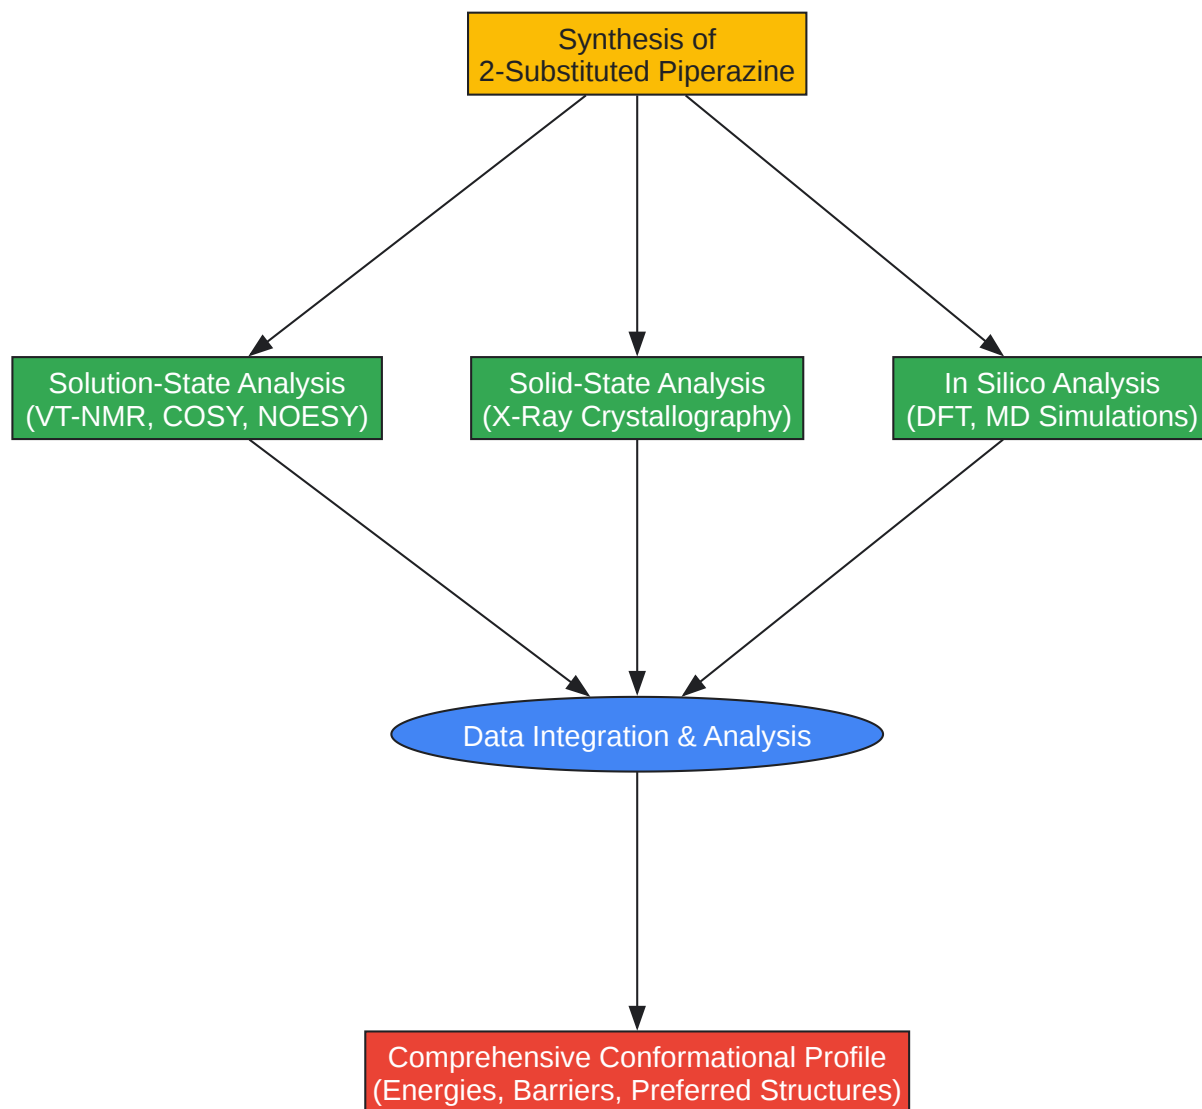 Synthesis of
2-Substituted Piperazine
Solution-State Analysis
(VT-NMR, COSY, NOESY)
Solid-State Analysis
(X-Ray Crystallography)
In Silico Analysis
(DFT, MD Simulations)
Data Integration & Analysis
Comprehensive Conformational Profile
(Energies, Barriers, Preferred Structures)